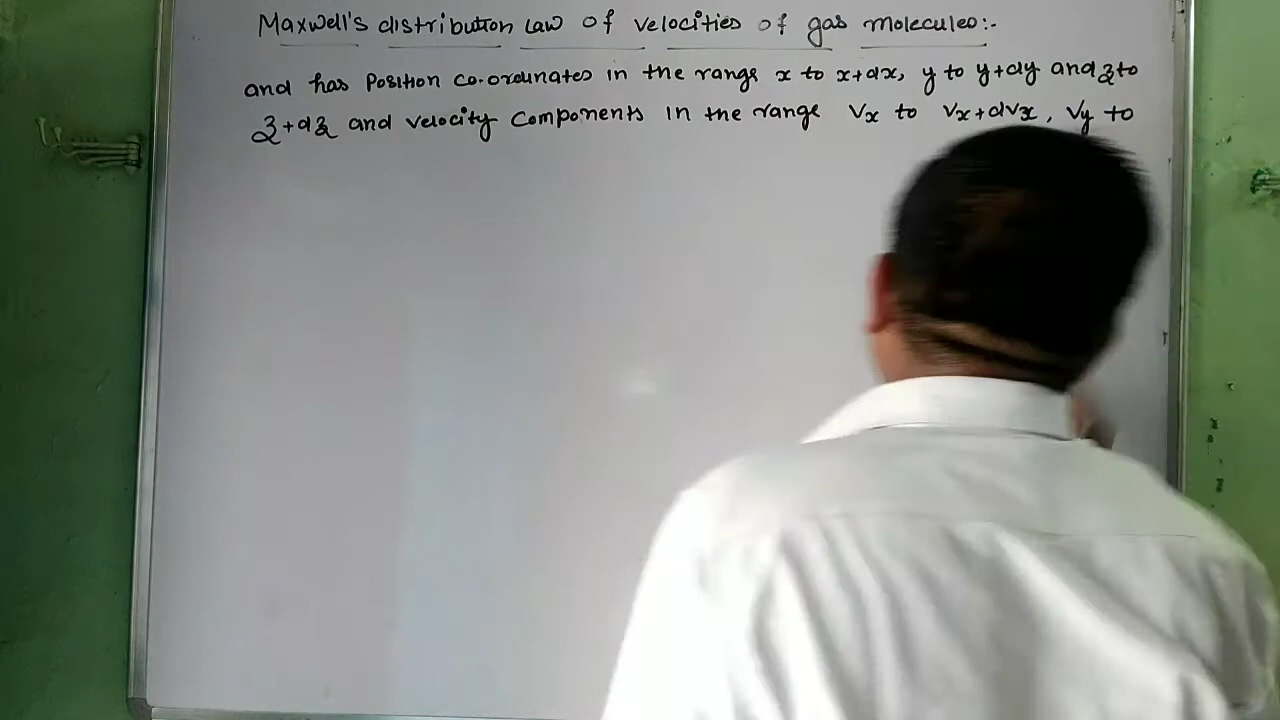 Maxwell's distribution law of velocities of gas molecules:-
and has position co-ordinates in the range x to x+dx, y to y+dy and z to
z+dz and velocity components in the range Vx to Vx+dVx, Vy to